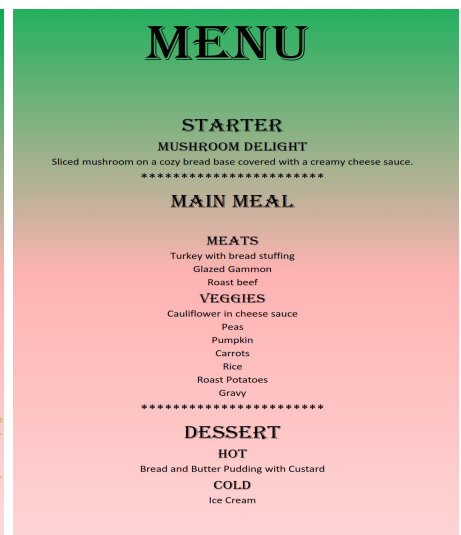 MENU
STARTER
MUSHROOM DELIGHT
Sliced mushroom on a cozy bread base covered with a creamy cheese sauce.
***********************
MAIN MEAL
MEATS
Turkey with bread stuffing
Glazed Gammon
Roast beef
VEGGIES
Cauliflower in cheese sauce
Peas
Pumpkin
Carrots
Rice
Roast Potatoes
Gravy
***********************
DESSERT
HOT
Bread and Butter Pudding with Custard
COLD
Ice Cream